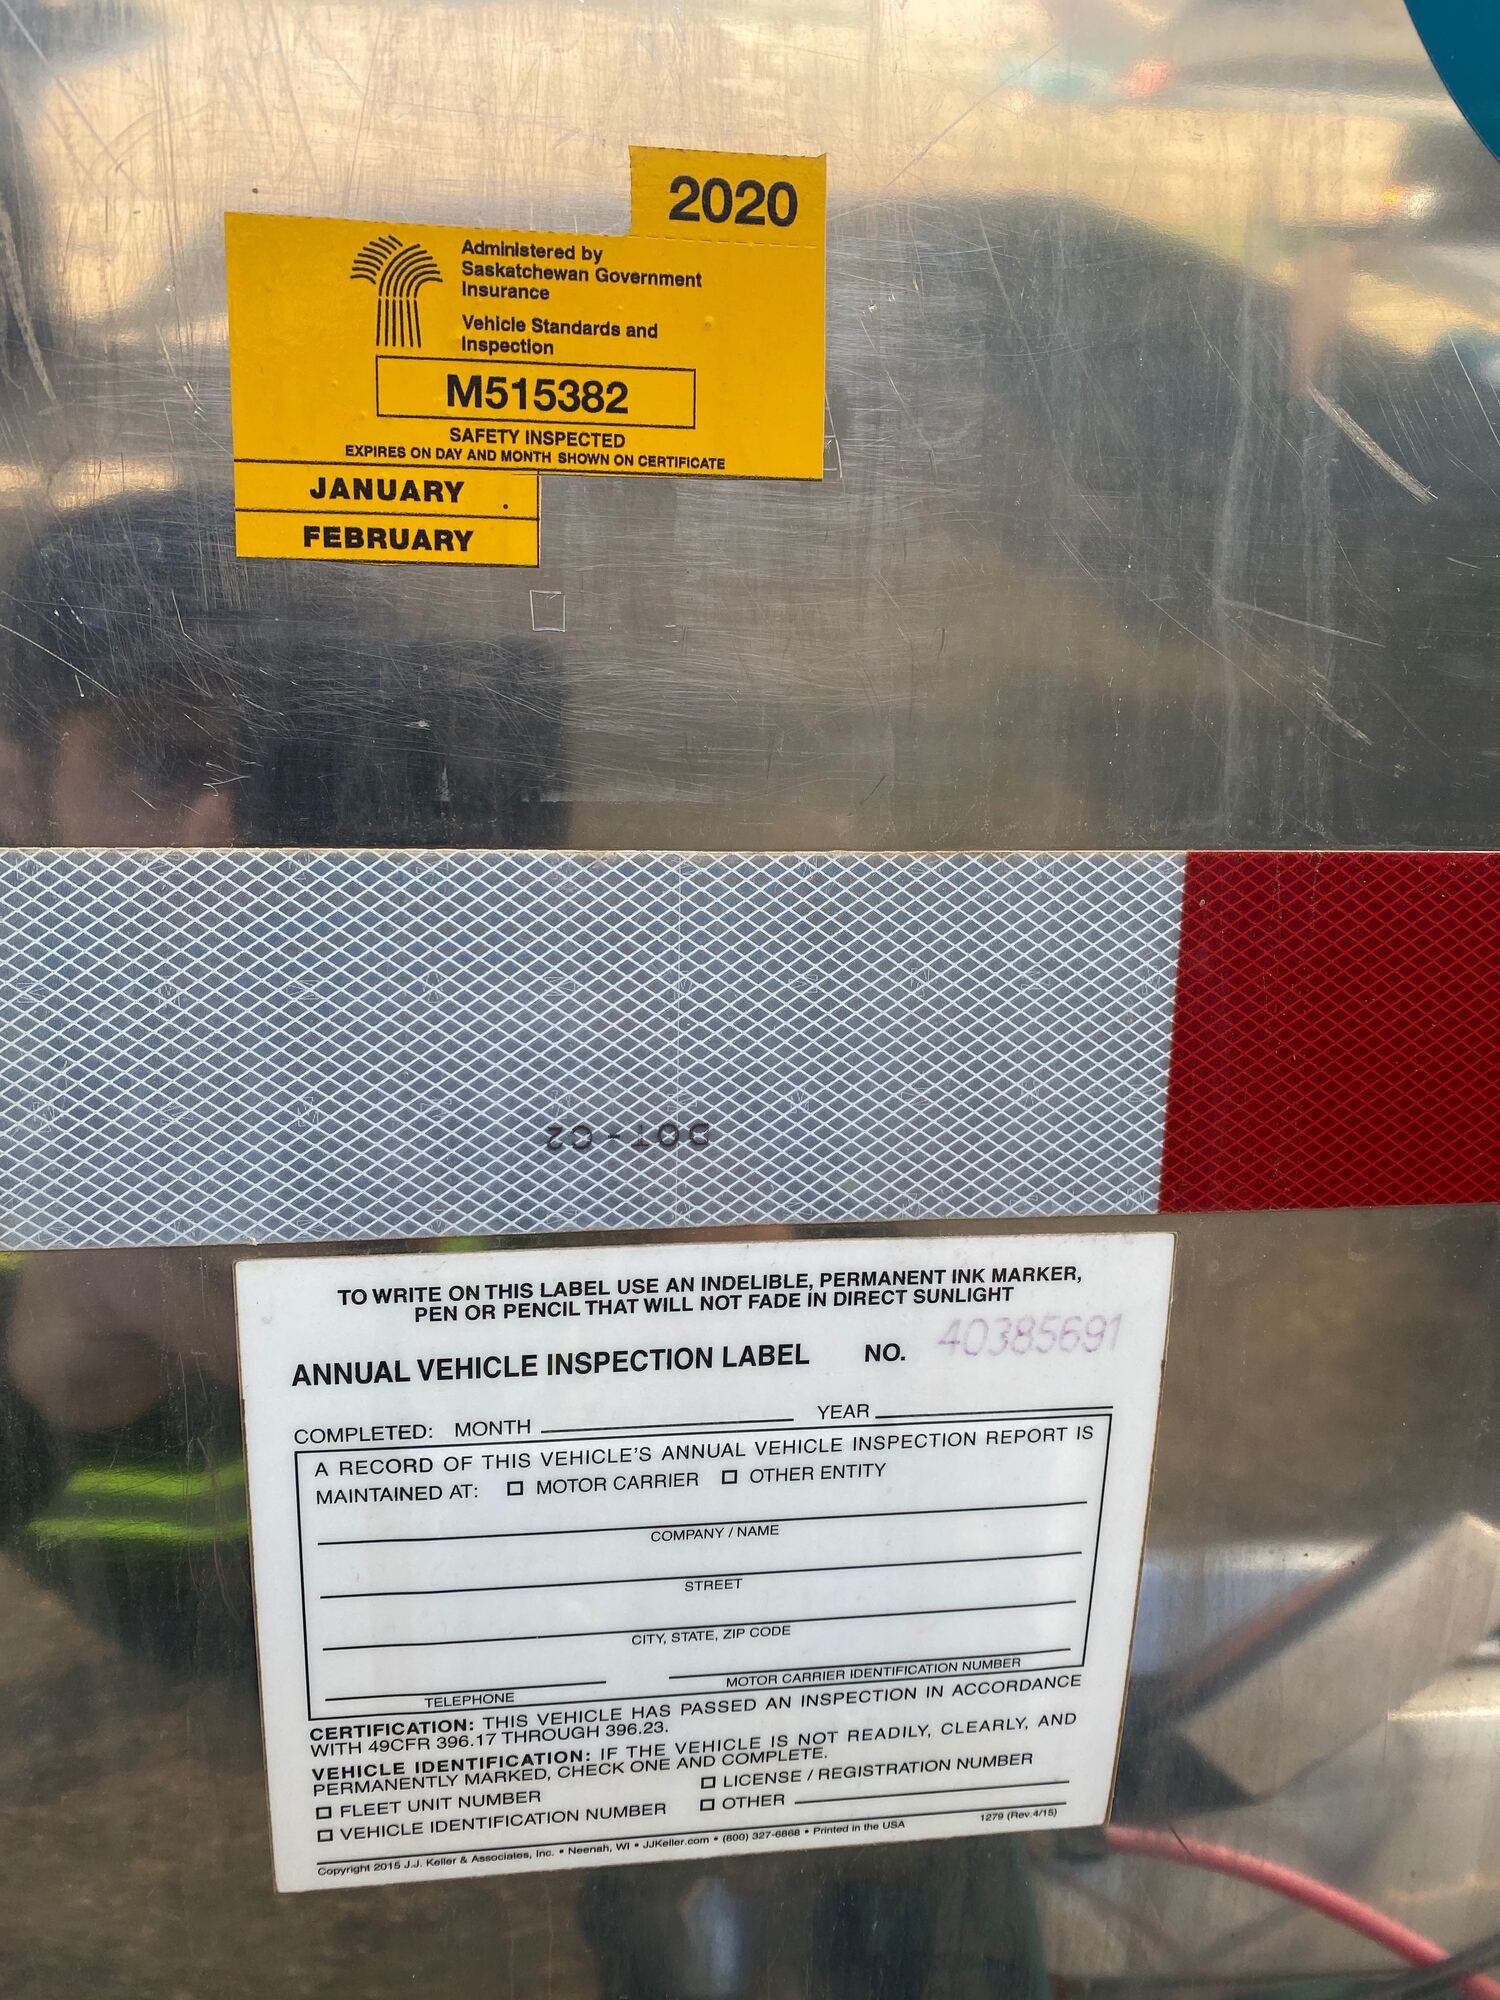 2020
Administered by
Saskatchewan Government
Insurance
Vehicle Standards and
Inspection
M515382
SAFETY INSPECTED
EXPIRES ON DAY AND MONTH SHOWN ON CERTIFICATE
JANUARY
FEBRUARY
DOT-C2
TO WRITE ON THIS LABEL USE AN INDELIBLE, PERMANENT INK MARKER,
PEN OR PENCIL THAT WILL NOT FADE IN DIRECT SUNLIGHT
ANNUAL VEHICLE INSPECTION LABEL NO. 40385691
COMPLETED: MONTH YEAR
A RECORD OF THIS VEHICLE'S ANNUAL VEHICLE INSPECTION REPORT IS
MAINTAINED AT: MOTOR CARRIER OTHER ENTITY
COMPANY / NAME
STREET
CITY, STATE, ZIP CODE
TELEPHONE MOTOR CARRIER IDENTIFICATION NUMBER
CERTIFICATION: THIS VEHICLE HAS PASSED AN INSPECTION IN ACCORDANCE
WITH 49CFR 396.17 THROUGH 396.23.
VEHICLE IDENTIFICATION: IF THE VEHICLE IS NOT READILY, CLEARLY, AND
PERMANENTLY MARKED, CHECK ONE AND COMPLETE.
FLEET UNIT NUMBER LICENSE / REGISTRATION NUMBER
VEHICLE IDENTIFICATION NUMBER OTHER
Copyright 2015 J.J. Keller & Associates, Inc. • Neenah, WI • JJKeller.com • (800) 327-6868 • Printed in the USA 1279 (Rev.4/15)